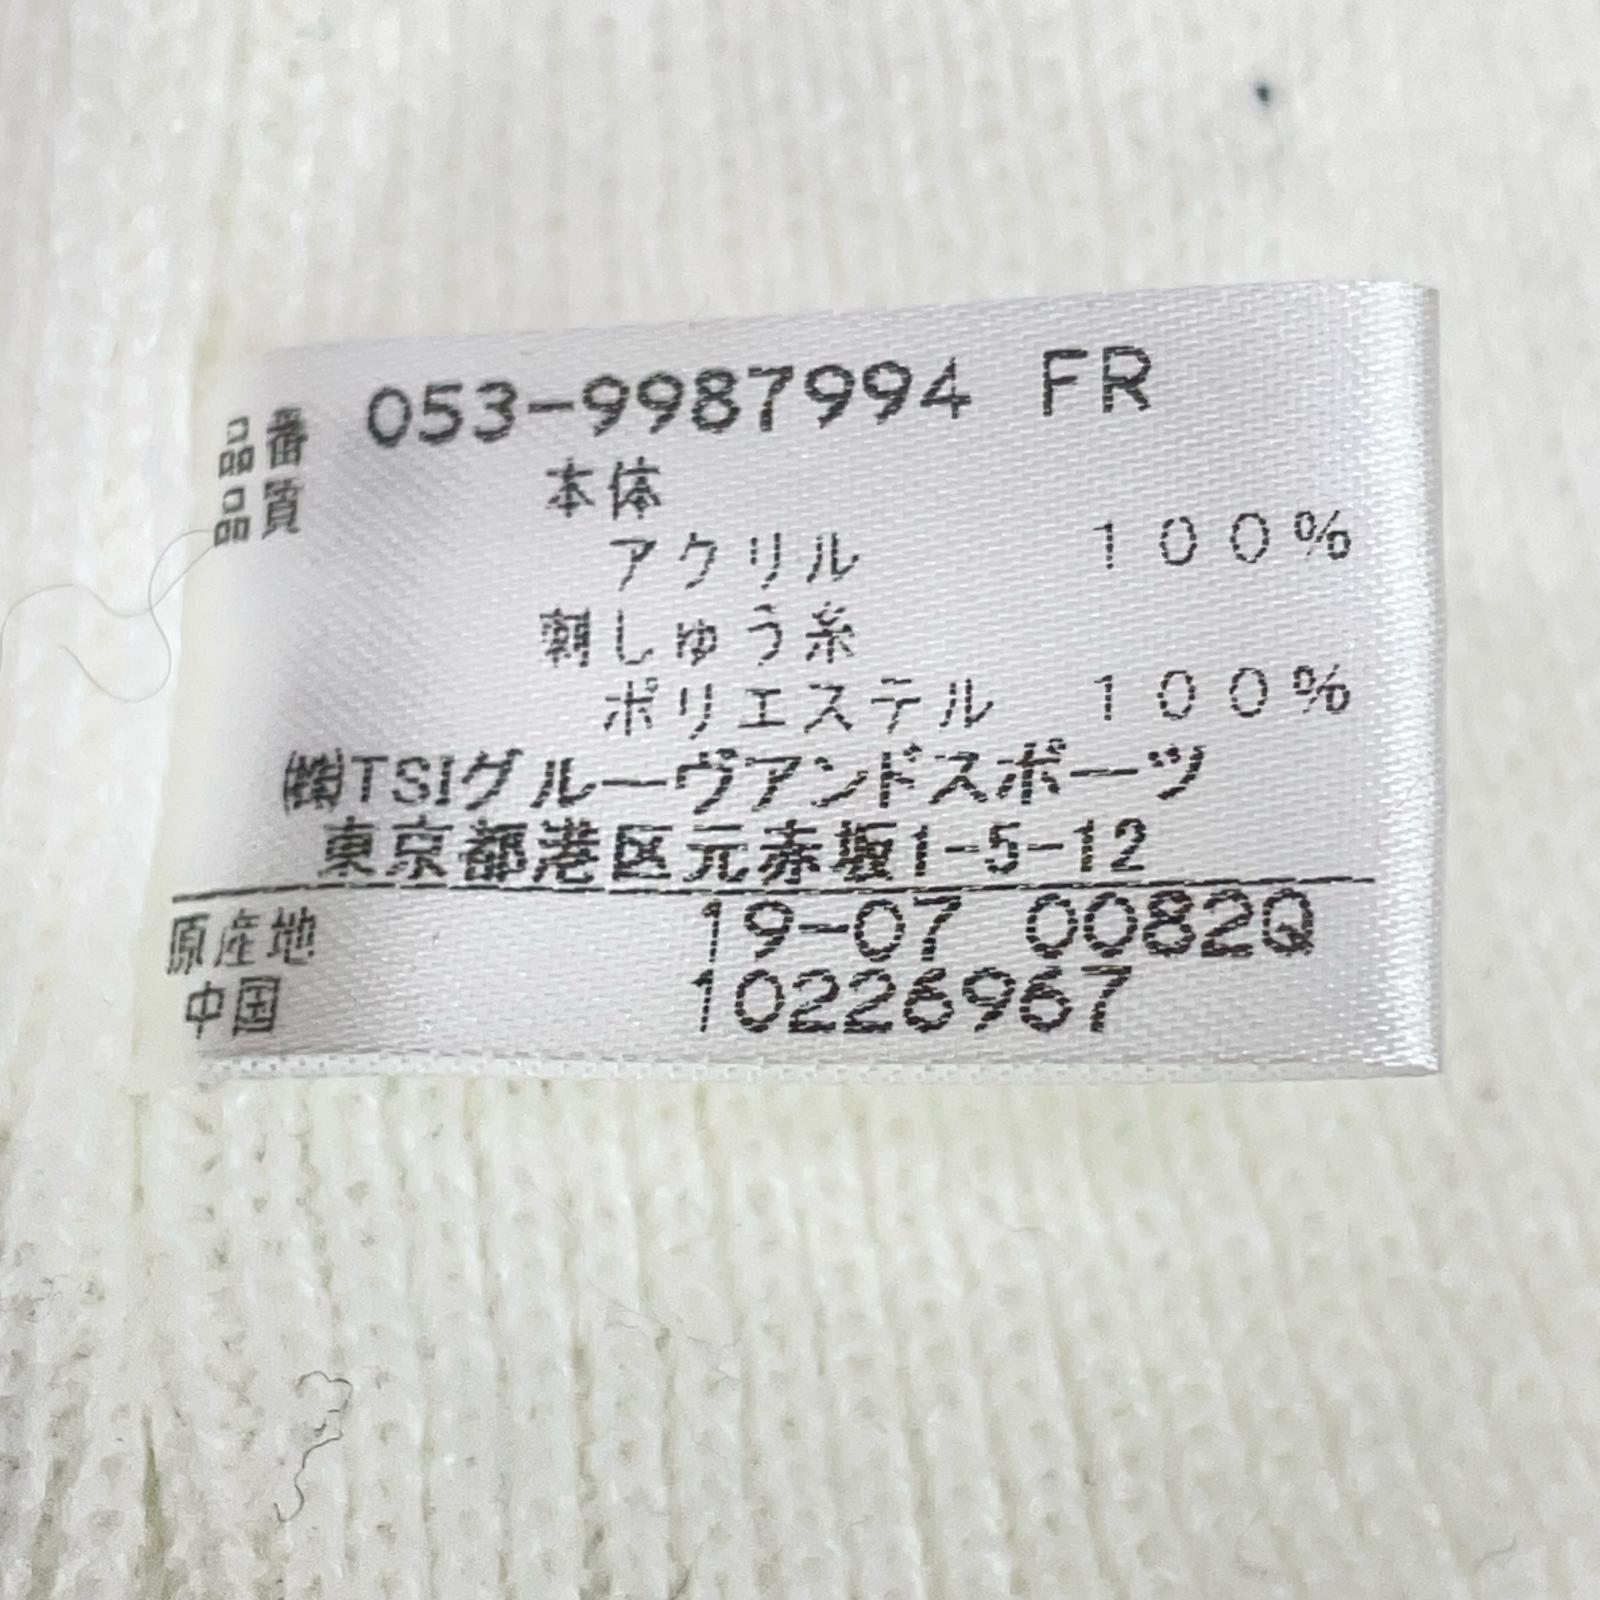 品番 053-9987994 FR
品質 本体
アクリル 100%
刺しゅう糸
ポリエステル 100%
㈱TSIグルーヴアンドスポーツ
東京都港区元赤坂1-5-12
原産地 19-07 0082Q
中国 10226967